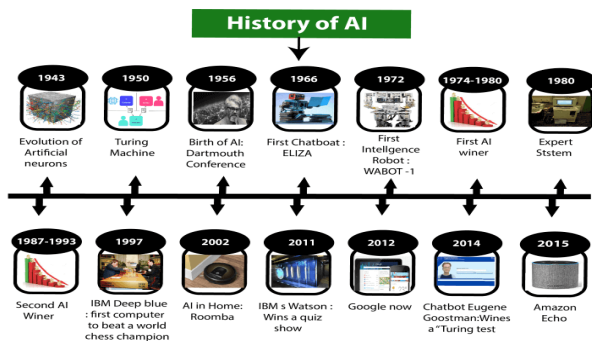 History of AI
1943
1950
1956
1966
1972
1974-1980
1980
Evolution of
Artificial
neurons
Turing
Machine
Birth of AI:
Dartmouth
Conference
First Chatboat :
ELIZA
First
Intellgence
Robot :
WABOT -1
First AI
winer
Expert
Ststem
1987-1993
1997
2002
2011
2012
2014
2015
Second AI
Winer
IBM Deep blue
: first computer
to beat a world
chess champion
AI in Home:
Roomba
IBM s Watson :
Wins a quiz
show
Google now
Chatbot Eugene
Goostman:Wines
a "Turing test
Amazon
Echo